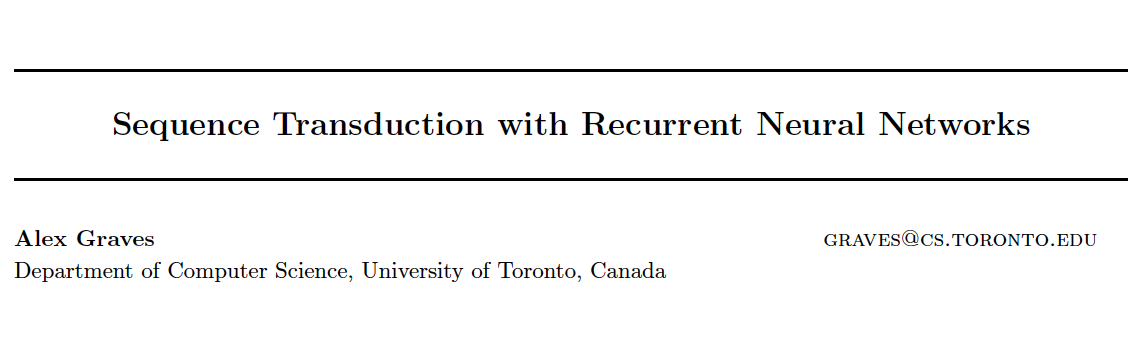 Sequence Transduction with Recurrent Neural Networks
Alex Graves GRAVES@CS.TORONTO.EDU
Department of Computer Science, University of Toronto, Canada